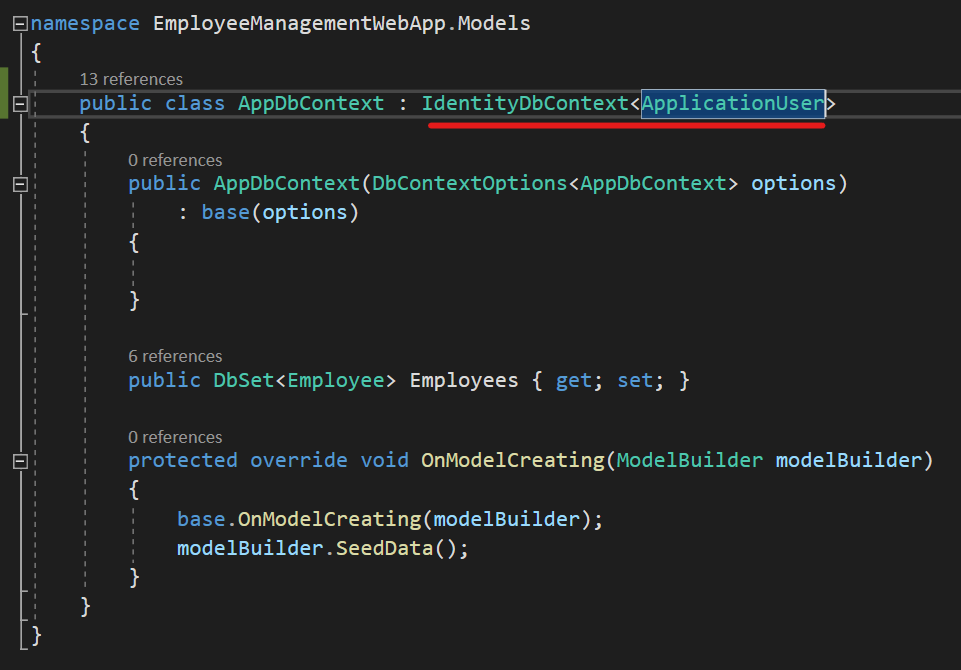 namespace EmployeeManagementWebApp.Models
{
13 references
public class AppDbContext : IdentityDbContext<ApplicationUser>
{
0 references
public AppDbContext(DbContextOptions<AppDbContext> options)
: base(options)
{
}
6 references
public DbSet<Employee> Employees { get; set; }
0 references
protected override void OnModelCreating(ModelBuilder modelBuilder)
{
base.OnModelCreating(modelBuilder);
modelBuilder.SeedData();
}
}
}